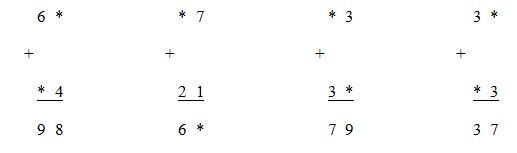 6 * * 7 * 3 3 *
+ + + +
* 4 2 1 3 * * 3
9 8 6 * 7 9 3 7